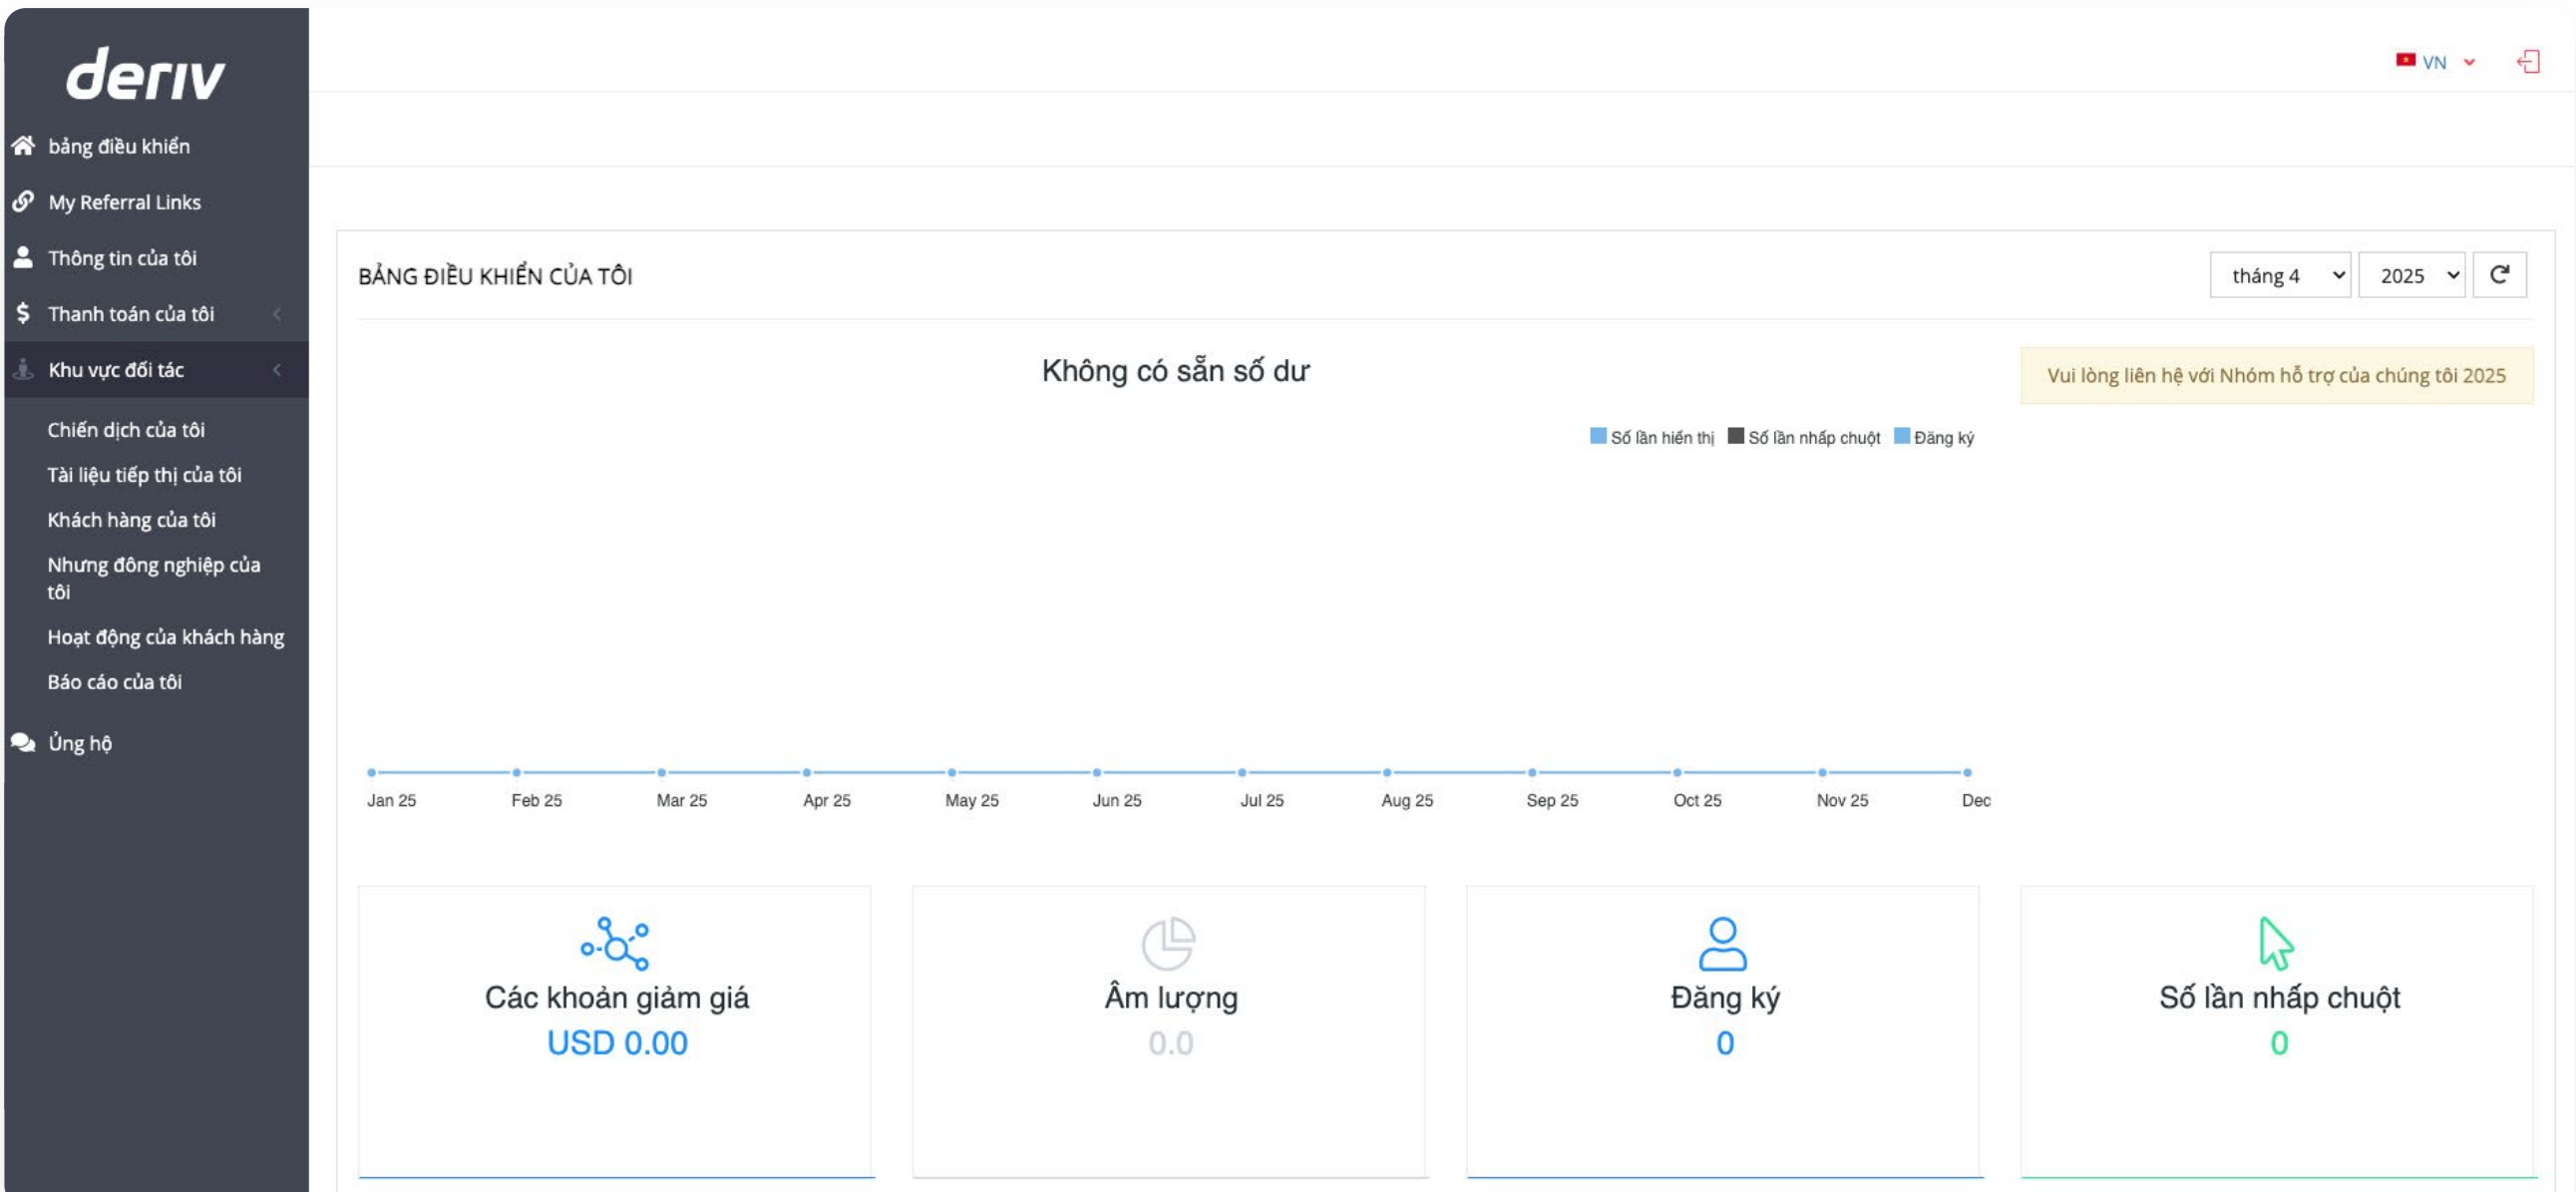 deriv
VN
bảng điều khiển
My Referral Links
Thông tin của tôi
Thanh toán của tôi
Khu vực đối tác
Chiến dịch của tôi
Tài liệu tiếp thị của tôi
Khách hàng của tôi
Nhưng đông nghiệp của
tôi
Hoạt động của khách hàng
Báo cáo của tôi
Ủng hộ
BẢNG ĐIỀU KHIỂN CỦA TÔI
tháng 4 2025
Không có sẵn số dư
Vui lòng liên hệ với Nhóm hỗ trợ của chúng tôi 2025
Số lần hiển thị Số lần nhấp chuột Đăng ký
Jan 25 Feb 25 Mar 25 Apr 25 May 25 Jun 25 Jul 25 Aug 25 Sep 25 Oct 25 Nov 25 Dec
Các khoản giảm giá
USD 0.00
Âm lượng
0.0
Đăng ký
0
Số lần nhấp chuột
0